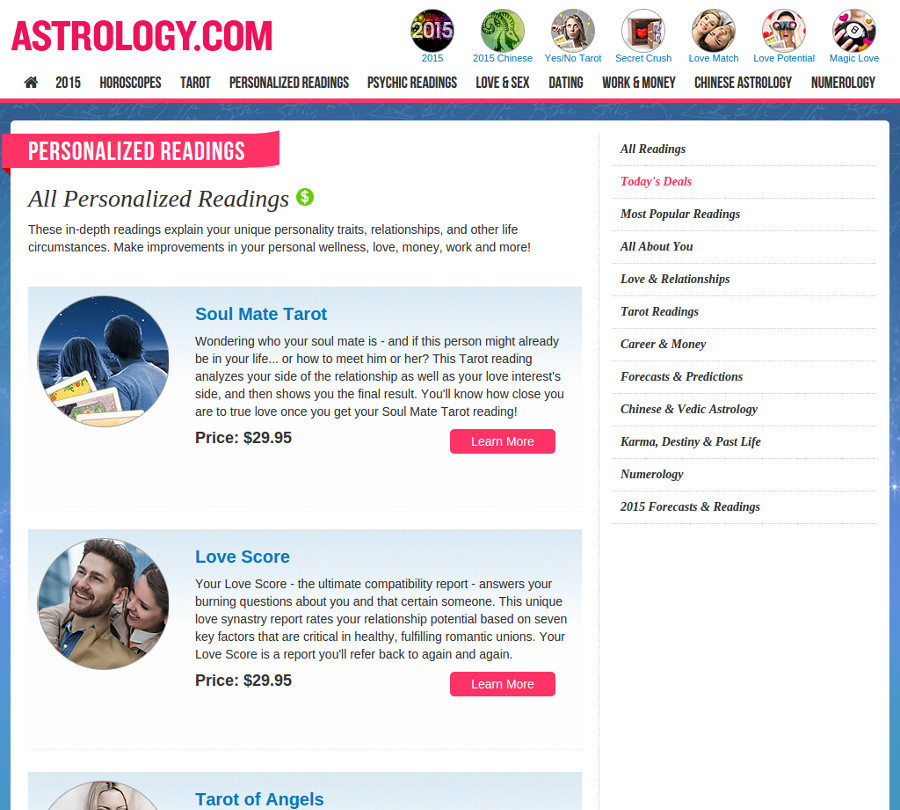 ASTROLOGY.COM
2015
2015
2015 Chinese
Yes/No Tarot
Secret Crush
Love Match
Love Potential
8
Magic Love
2015
HOROSCOPES
TAROT
PERSONALIZED READINGS
PSYCHIC READINGS
LOVE & SEX
DATING
WORK & MONEY
CHINESE ASTROLOGY
NUMEROLOGY
PERSONALIZED READINGS
All Personalized Readings $
These in-depth readings explain your unique personality traits, relationships, and other life
circumstances. Make improvements in your personal wellness, love, money, work and more!
Soul Mate Tarot
Wondering who your soul mate is - and if this person might already
be in your life... or how to meet him or her? This Tarot reading
analyzes your side of the relationship as well as your love interest's
side, and then shows you the final result. You'll know how close you
are to true love once you get your Soul Mate Tarot reading!
Price: $29.95
Learn More
Love Score
Your Love Score - the ultimate compatibility report - answers your
burning questions about you and that certain someone. This unique
love synastry report rates your relationship potential based on seven
key factors that are critical in healthy, fulfilling romantic unions. Your
Love Score is a report you'll refer back to again and again.
Price: $29.95
Learn More
Tarot of Angels
All Readings
Today's Deals
Most Popular Readings
All About You
Love & Relationships
Tarot Readings
Career & Money
Forecasts & Predictions
Chinese & Vedic Astrology
Karma, Destiny & Past Life
Numerology
2015 Forecasts & Readings